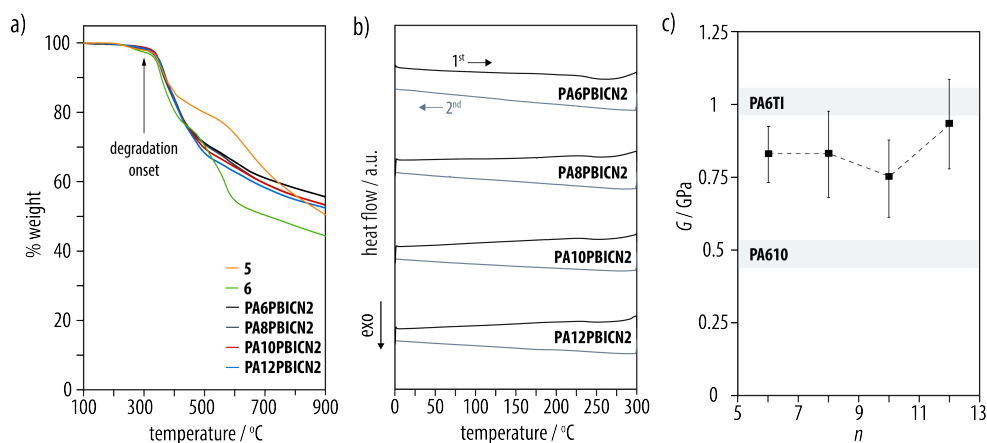 a)
100
80
60
40
20
0
% weight
degradation
onset
5
6
PA6PBICN2
PA8PBICN2
PA10PBICN2
PA12PBICN2
100
300
500
700
900
temperature / ºC
b)
heat flow / a.u.
exo
1st
PA6PBICN2
2nd
PA8PBICN2
PA10PBICN2
PA12PBICN2
0
50
100
150
200
250
300
temperature / ºC
c)
1.25
1
0.75
0.5
0.25
0
G / GPa
PA6TI
PA610
5
7
9
11
13
n